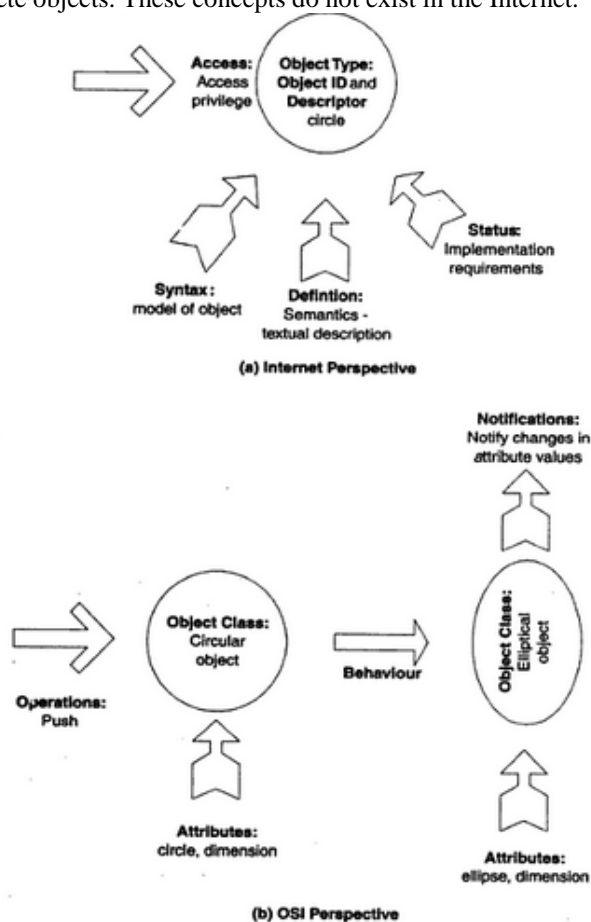 ete objects. These concepts do not exist in the Internet.
Access:
Access
privilege
Object Type:
Object ID and
Descriptor
circle
Syntax:
model of object
Defintion:
Semantics -
textual description
Status:
Implementation
requirements
(a) Internet Perspective
Notifications:
Notify changes in
attribute values
Operations:
Push
Object Class:
Circular
object
Behaviour
Object Class:
Elliptical
object
Attributes:
circle, dimension
Attributes:
ellipse, dimension
(b) OSI Perspective